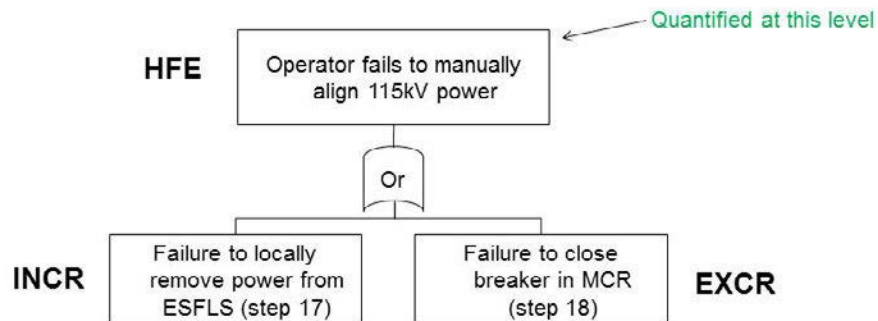 Quantified at this level
HFE
Operator fails to manually
align 115kV power
Or
INCR
Failure to locally
remove power from
ESFLS (step 17)
Failure to close
breaker in MCR
(step 18)
EXCR